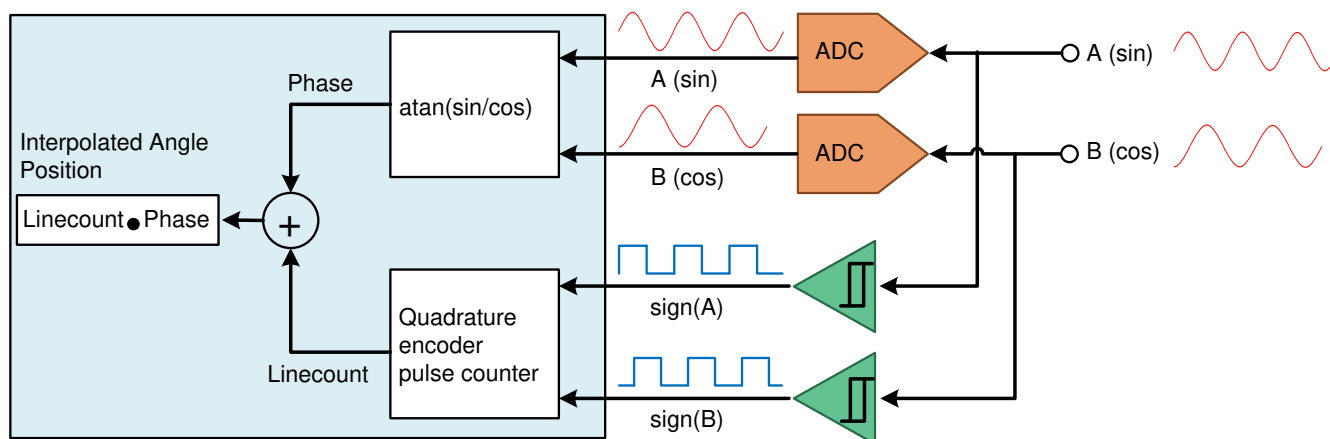 A (sin)
ADC
A (sin)
Phase
atan(sin/cos)
Interpolated Angle
Position
B (cos)
ADC
B (cos)
Linecount ● Phase
+
sign(A)
Quadrature
encoder
pulse counter
Linecount
sign(B)